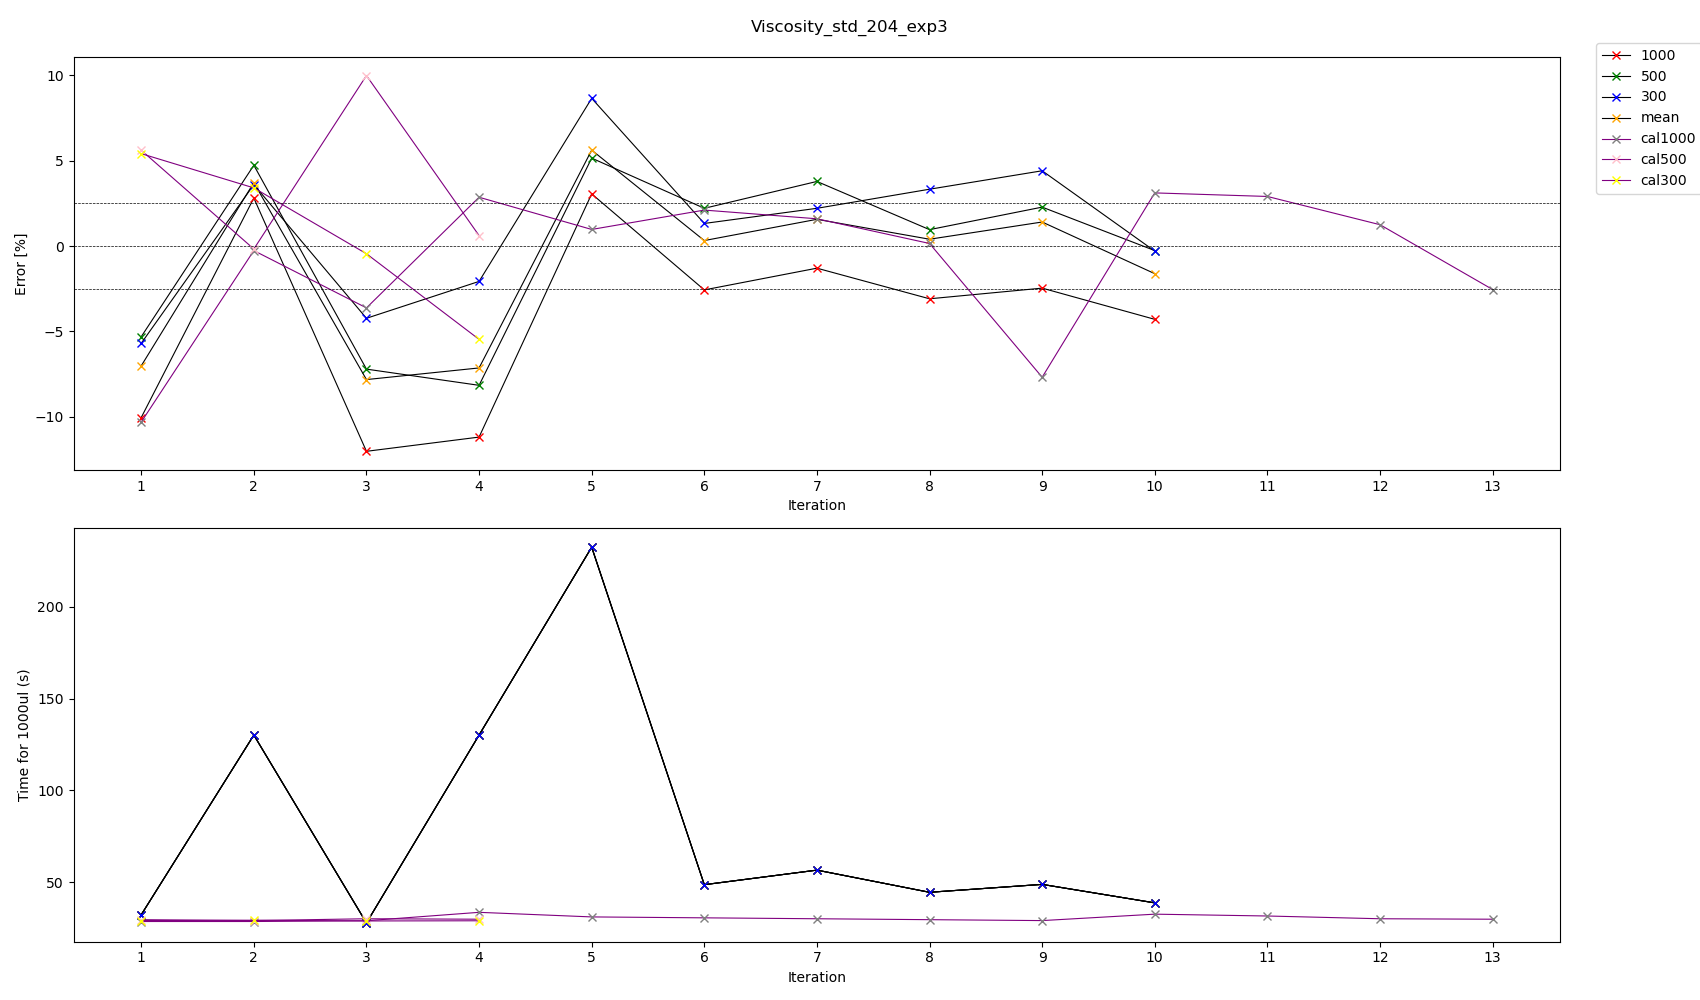 Viscosity_std_204_exp3
1000
500
300
mean
cal1000
cal500
cal300
Error [%]
10
5
0
−5
−10
1 2 3 4 5 6 7 8 9 10 11 12 13
Iteration
Time for 1000ul (s)
200
150
100
50
1 2 3 4 5 6 7 8 9 10 11 12 13
Iteration